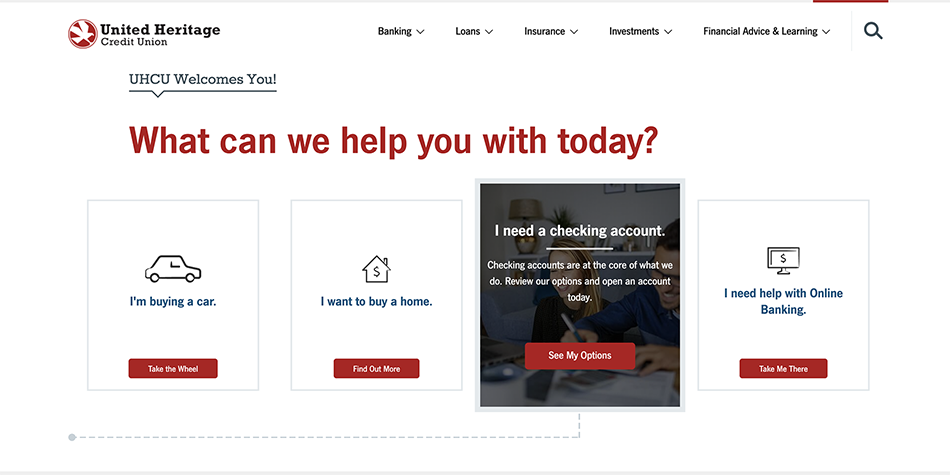 United Heritage
Credit Union
Banking
Loans
Insurance
Investments
Financial Advice & Learning
UHCU Welcomes You!
What can we help you with today?
I'm buying a car.
Take the Wheel
I want to buy a home.
$
Find Out More
I need a checking account.
Checking accounts are at the core of what we
do. Review our options and open an account
today.
See My Options
$
I need help with Online
Banking.
Take Me There